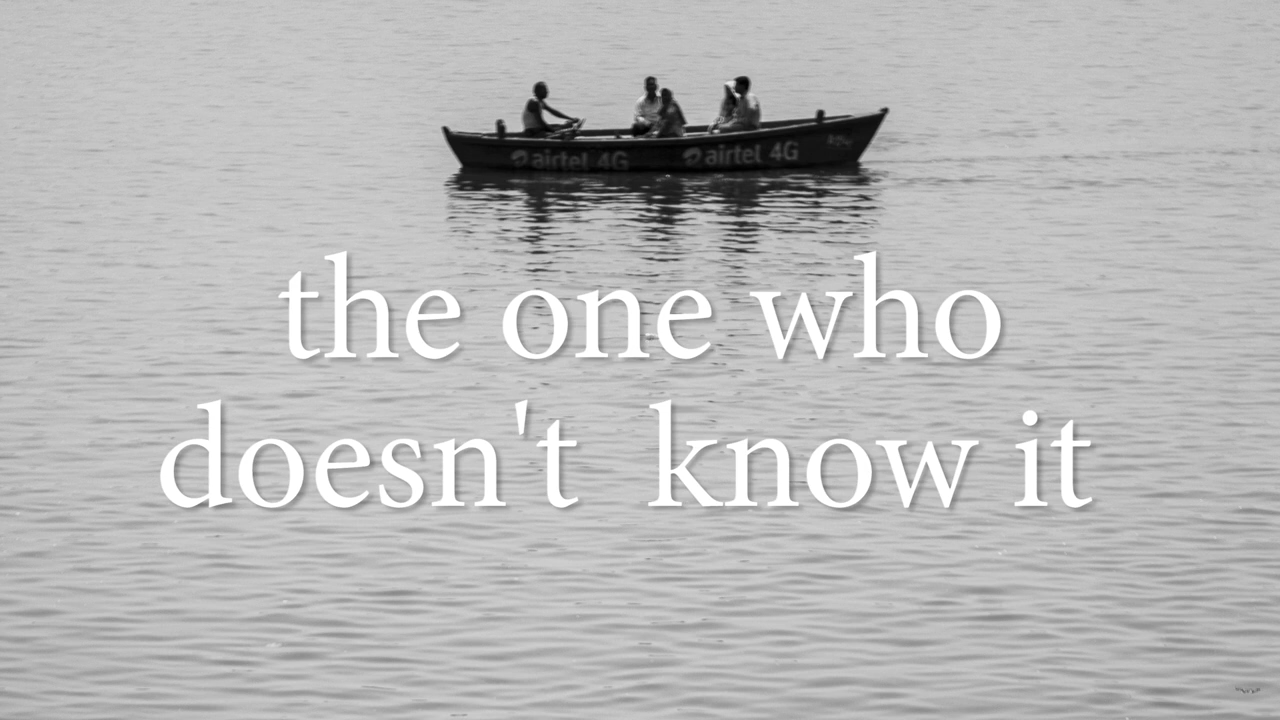 airtel 4G airtel 4G
the one who
doesn't  know it